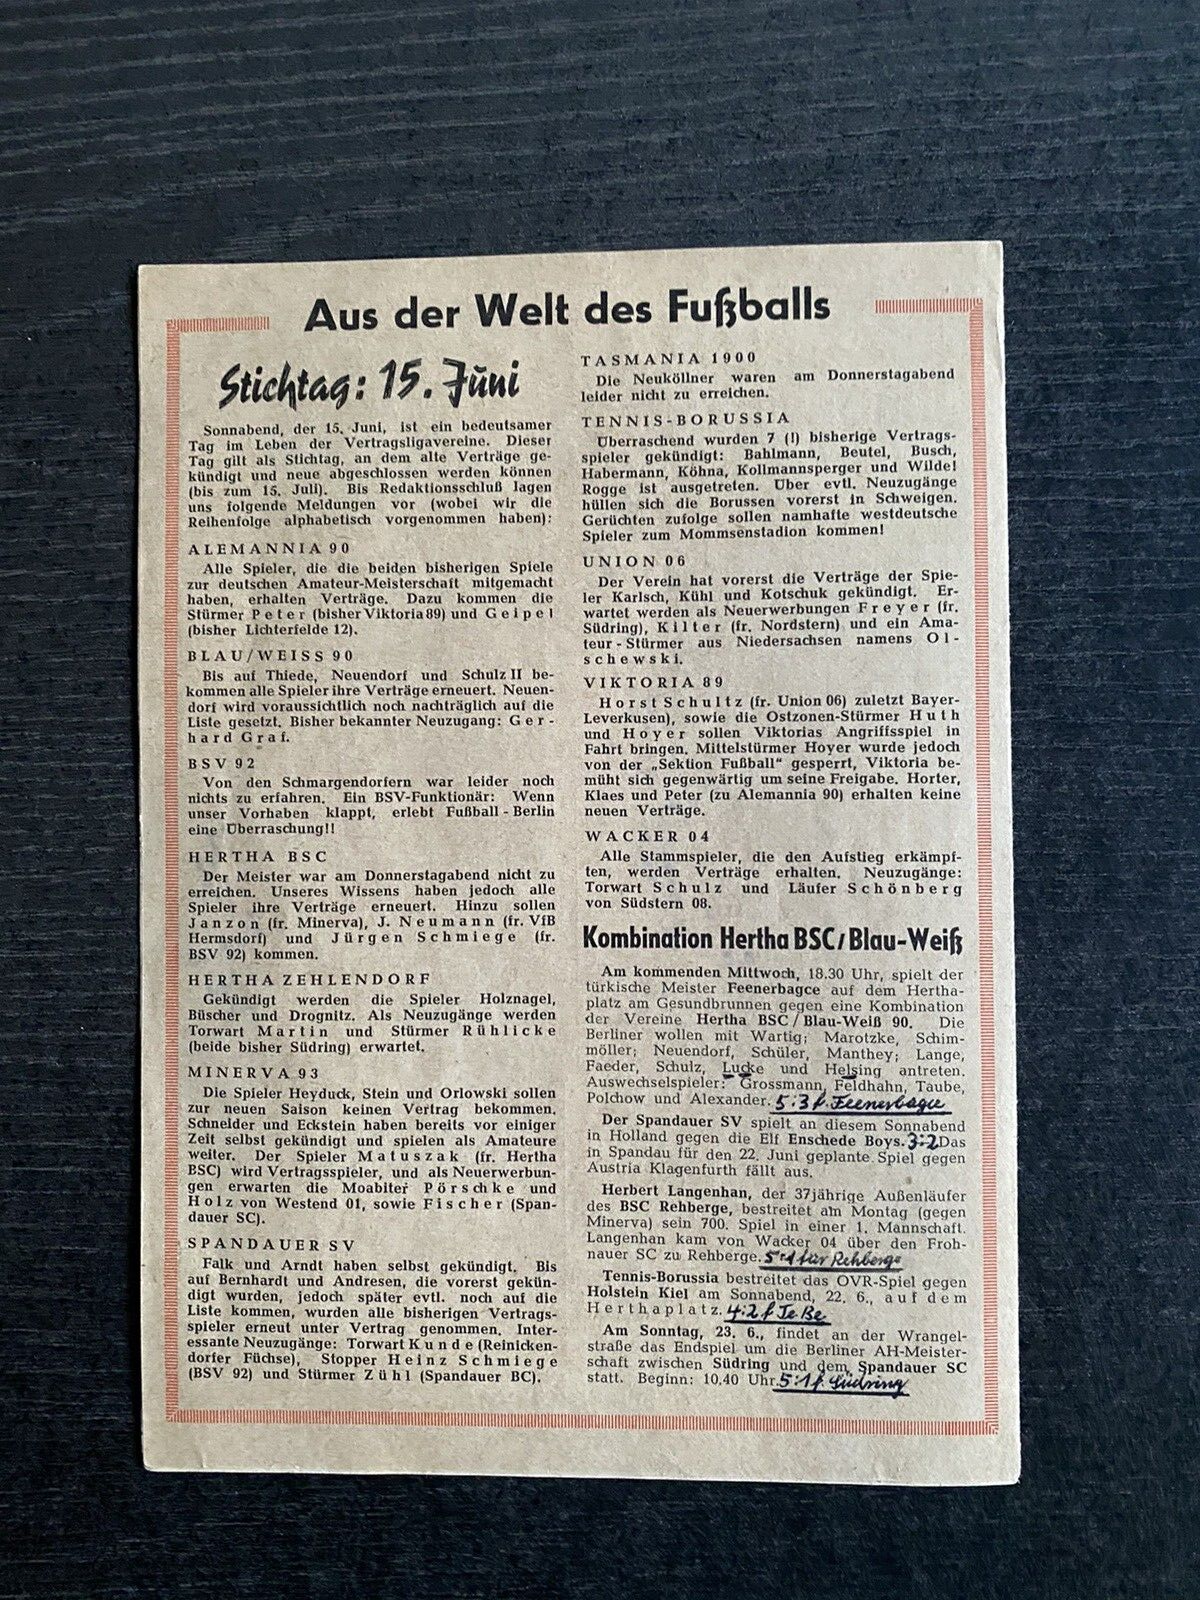 Aus der Welt des Fußballs
Stichtag: 15. Juni
Sonnabend, der 15. Juni, ist ein bedeutsamer
Tag im Leben der Vertragsligavereine. Dieser
Tag gilt als Stichtag, an dem alte Verträge ge-
kündigt und neue abgeschlossen werden können
(bis zum 15. Juli). Bis Redaktionsschluß lagen
uns folgende Meldungen vor (wobei wir die
Reihenfolge alphabetisch vorgenommen haben):
ALEMANNIA 90
Alle Spieler, die die beiden bisherigen Spiele
zur deutschen Amateur-Meisterschaft mitgemacht
haben, erhalten Verträge. Dazu kommen die
Stürmer Peter (bisher Viktoria 89) und Geipel
(bisher Lichterfelde 12).
BLAU/WEISS 90
Bis auf Thiede, Neuendorf und Schulz II be-
kommen alle Spieler ihre Verträge erneuert. Neuen-
dorf wird voraussichtlich noch nachträglich auf die
Liste gesetzt. Bisher bekannter Neuzugang: Ger-
hard Graf.
BSV 92
Von den Schmargendorfern war leider noch
nichts zu erfahren. Ein BSV-Funktionär: Wenn
unser Vorhaben klappt, erlebt Fußball-Berlin
eine Überraschung!!
HERTHA BSC
Der Meister war am Donnerstagabend nicht zu
erreichen. Unseres Wissens haben jedoch alle
Spieler ihre Verträge erneuert. Hinzu sollen
Janzon (fr. Minerva), J. Neumann (fr. VfB
Hermsdorf) und Jürgen Schmiege (fr.
BSV 92) kommen.
HERTHA ZEHLENDORF
Gekündigt werden die Spieler Holznagel,
Büscher und Drognitz. Als Neuzugänge werden
Torwart Martin und Stürmer Rühlicke
(beide bisher Südring) erwartet.
MINERVA 93
Die Spieler Heyduck, Stein und Orlowski sollen
zur neuen Saison keinen Vertrag bekommen.
Schneider und Eckstein haben bereits vor einiger
Zeit selbst gekündigt und spielen als Amateure
weiter. Der Spieler Matuszak (fr. Hertha
BSC) wird Vertragsspieler, und als Neuerwerbun-
gen erwarten die Moabiter Pörschke und
Holz von Westend 01, sowie Fischer (Span-
dauer SC).
SPANDAUER SV
Falk und Arndt haben selbst gekündigt. Bis
auf Bernhardt und Andresen, die vorerst gekün-
digt wurden, jedoch später evtl. noch auf die
Liste kommen, wurden alle bisherigen Vertrags-
spieler erneut unter Vertrag genommen. Inter-
essante Neuzugänge: Torwart Kunde (Reinicken-
dorfer Füchse), Stopper Heinz Schmiege
(BSV 92) und Stürmer Zühl (Spandauer BC).
TASMANIA 1900
Die Neuköllner waren am Donnerstagabend
leider nicht zu erreichen.
TENNIS-BORUSSIA
Überraschend wurden 7 (!) bisherige Vertrags-
spieler gekündigt: Bahlmann, Beutel, Busch,
Habermann, Köhna, Kollmannsperger und Wilde!
Rogge ist ausgetreten. Über evtl. Neuzugänge
hüllen sich die Borussen vorerst in Schweigen.
Gerüchten zufolge sollen namhafte westdeutsche
Spieler zum Mommsenstadion kommen!
UNION 06
Der Verein hat vorerst die Verträge der Spie-
ler Karlsch, Kühl und Kotschuk gekündigt. Er-
wartet werden als Neuerwerbungen Freyer (fr.
Südring), Kilter (fr. Nordstern) und ein Ama-
teur-Stürmer aus Niedersachsen namens Ol-
schewski.
VIKTORIA 89
Horst Schultz (fr. Union 06) zuletzt Bayer-
Leverkusen), sowie die Ostzonen-Stürmer Huth
und Hoyer sollen Viktorias Angriffsspiel in
Fahrt bringen. Mittelstürmer Hoyer wurde jedoch
von der „Sektion Fußball" gesperrt, Viktoria be-
müht sich gegenwärtig um seine Freigabe. Horter,
Klaes und Peter (zu Alemannia 90) erhalten keine
neuen Verträge.
WACKER 04
Alle Stammspieler, die den Aufstieg erkämpf-
ten, werden Verträge erhalten. Neuzugänge:
Torwart Schulz und Läufer Schönberg
von Südstern 08.
Kombination Hertha BSC/Blau-Weiß
Am kommenden Mittwoch, 18.30 Uhr, spielt der
türkische Meister Feenerbagce auf dem Hertha-
platz am Gesundbrunnen gegen eine Kombination
der Vereine Hertha BSC/Blau-Weiß 90. Die
Berliner wollen mit Wartig; Marotzke, Schim-
möller; Neuendorf, Schüler, Manthey; Lange,
Faeder, Schulz, Lucke und Helsing antreten.
Auswechselspieler: Grossmann, Feldhahn, Taube,
Polchow und Alexander. 5:3 f. Feenerbagce
Der Spandauer SV spielt an diesem Sonnabend
in Holland gegen die Elf Enschede Boys. 3:2 Das
in Spandau für den 22. Juni geplante Spiel gegen
Austria Klagenfurth fällt aus.
Herbert Langenhan, der 37jährige Außenläufer
des BSC Rehberge, bestreitet am Montag (gegen
Minerva) sein 700. Spiel in einer 1. Mannschaft.
Langenhan kam von Wacker 04 über den Froh-
nauer SC zu Rehberge. 5:1 für Rehberge
Tennis-Borussia bestreitet das OVR-Spiel gegen
Holstein Kiel am Sonnabend, 22. 6., auf dem
Herthaplatz. 4:2 f. Te.Be.
Am Sonntag, 23. 6., findet an der Wrangel-
straße das Endspiel um die Berliner AH-Meister-
schaft zwischen Südring und dem Spandauer SC
statt. Beginn: 10,40 Uhr. 5:1 f. Südring